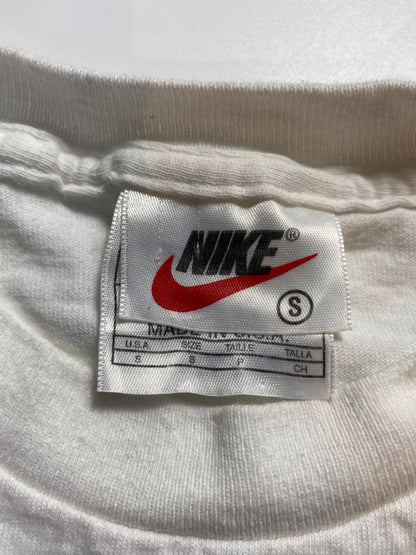 NIKE®
S
MADE IN U.S.A.
U.S.A. SIZE TAILLE TALLA
S S P CH